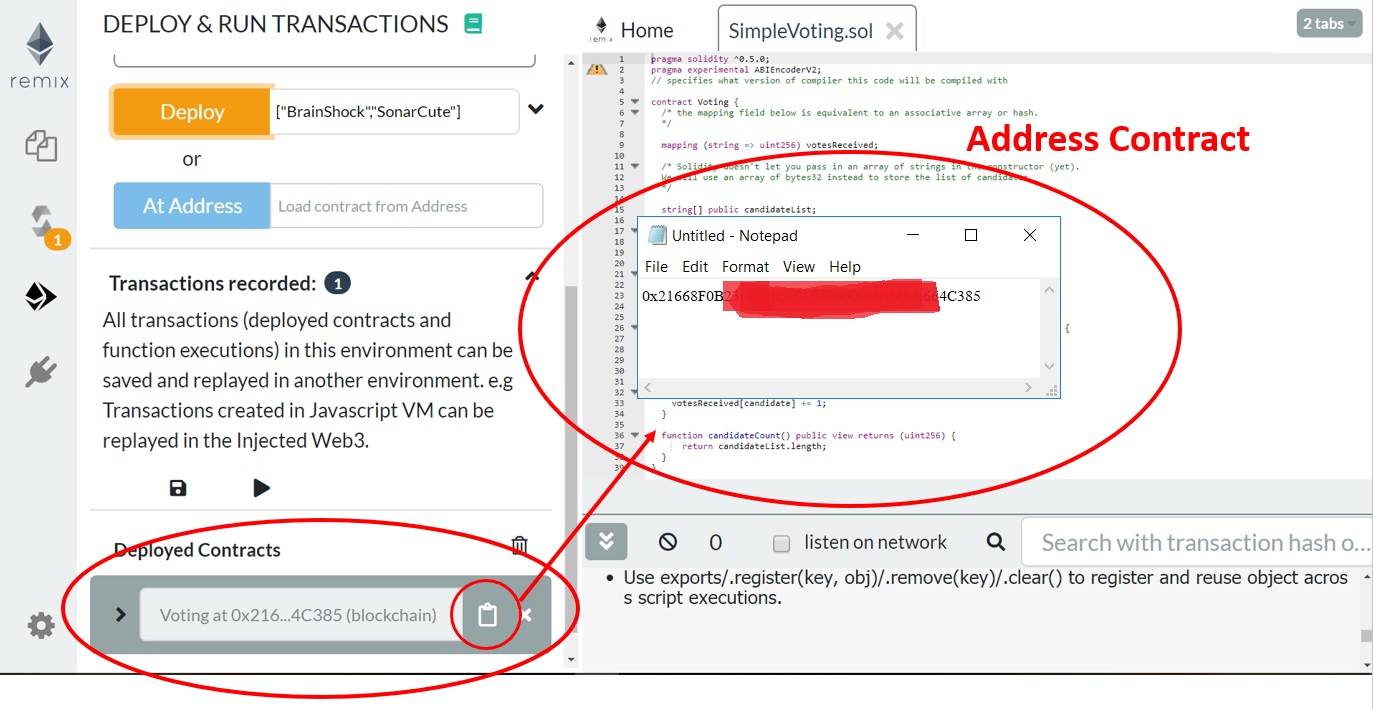 remix
1
DEPLOY & RUN TRANSACTIONS
Deploy
["BrainShock","SonarCute"]
or
At Address
Load contract from Address
Transactions recorded: 1
All transactions (deployed contracts and
function executions) in this environment can be
saved and replayed in another environment. e.g
Transactions created in Javascript VM can be
replayed in the Injected Web3.
Deployed Contracts
Voting at 0x216...4C385 (blockchain)
remix
Home
SimpleVoting.sol
2 tabs
1 pragma solidity ^0.5.0;
2 pragma experimental ABIEncoderV2;
3 // specifies what version of compiler this code will be compiled with
4
5 contract Voting {
6 /* the mapping field below is equivalent to an associative array or hash.
7 */
8
9 mapping (string => uint256) votesReceived;
10
11 /* Solidity doesn't let you pass in an array of strings in the constructor (yet).
12 We will use an array of bytes32 instead to store the list of candidates
13 */
14
15 string[] public candidateList;
16
17
18
19
20
21
22
23
24
25
26 {
27
28
29
30
31
32
33 votesReceived[candidate] += 1;
34 }
35
36 function candidateCount() public view returns (uint256) {
37 return candidateList.length;
38 }
39 }
Address Contract
Untitled - Notepad
File Edit Format View Help
0x21668F0B2 64C385
0
listen on network
Search with transaction hash o...
• Use exports/.register(key, obj)/.remove(key)/.clear() to register and reuse object acros
s script executions.